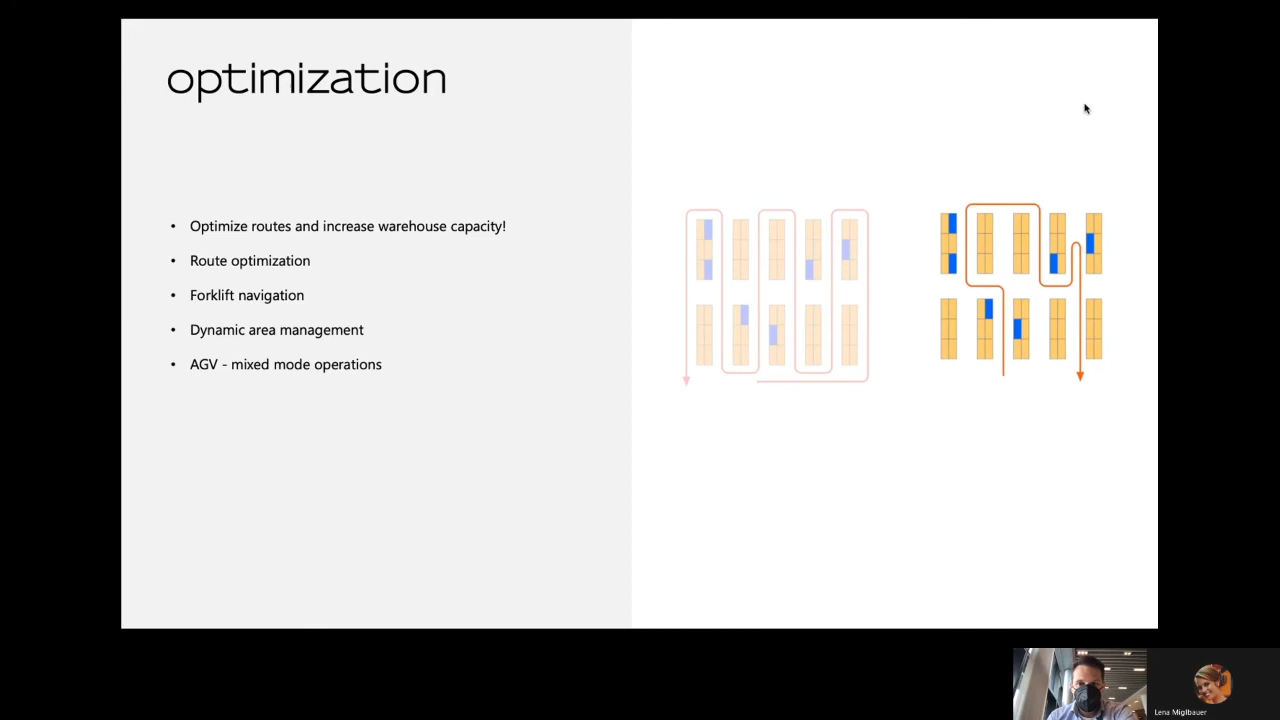 optimization
• Optimize routes and increase warehouse capacity!
• Route optimization
• Forklift navigation
• Dynamic area management
• AGV - mixed mode operations
Lena Miglbauer